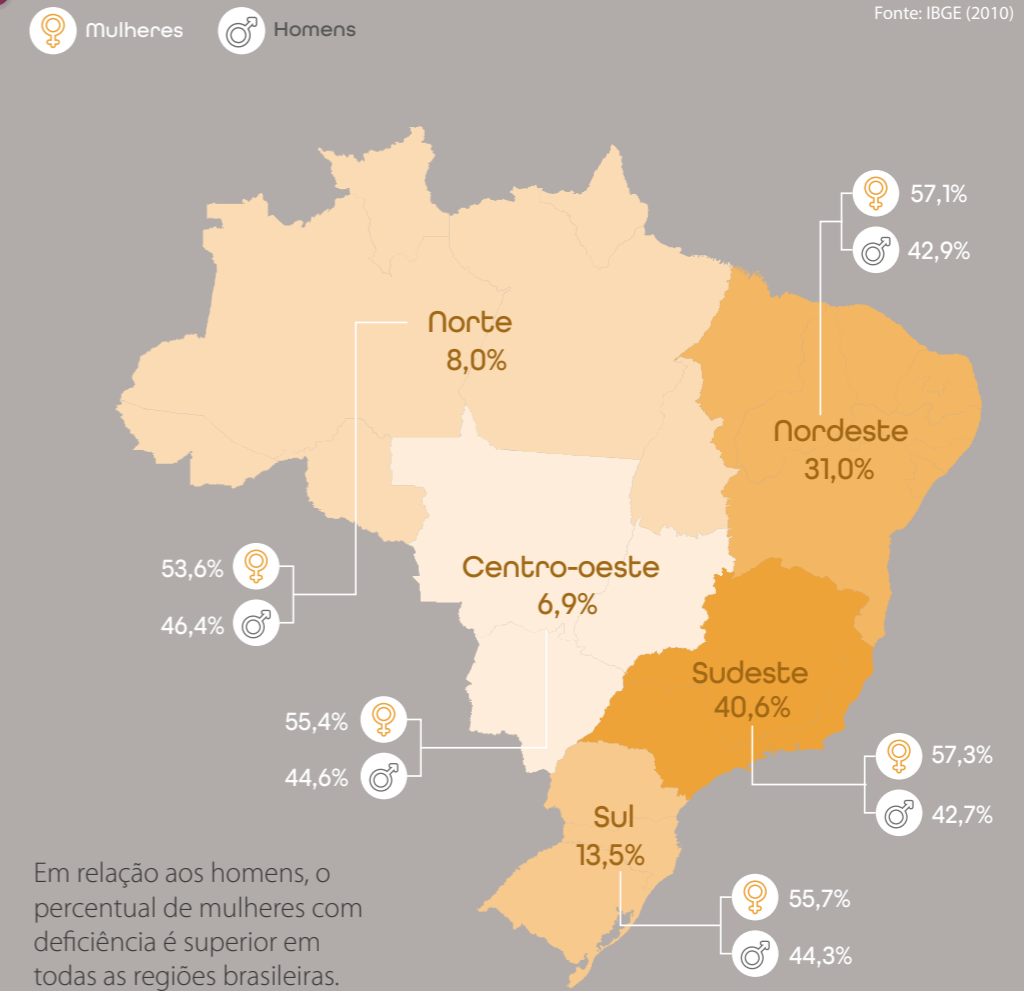 Mulheres
Homens
Fonte: IBGE (2010)
57,1%
42,9%
Norte
8,0%
Nordeste
31,0%
53,6%
46,4%
Centro-oeste
6,9%
Sudeste
40,6%
55,4%
44,6%
57,3%
42,7%
Sul
13,5%
55,7%
44,3%
Em relação aos homens, o
percentual de mulheres com
deficiência é superior em
todas as regiões brasileiras.